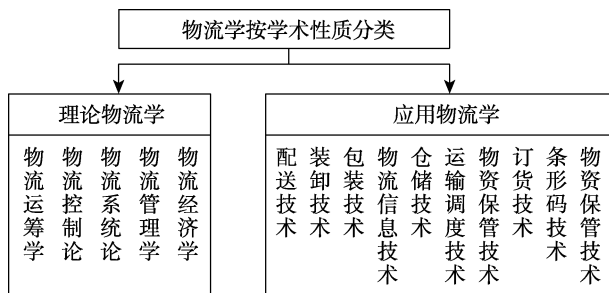 物流学按学术性质分类
理论物流学
物流运筹学
物流控制论
物流系统论
物流管理学
物流经济学
应用物流学
配送技术
装卸技术
包装技术
物流信息技术
仓储技术
运输调度技术
物资保管技术
订货技术
条形码技术
物资保管技术